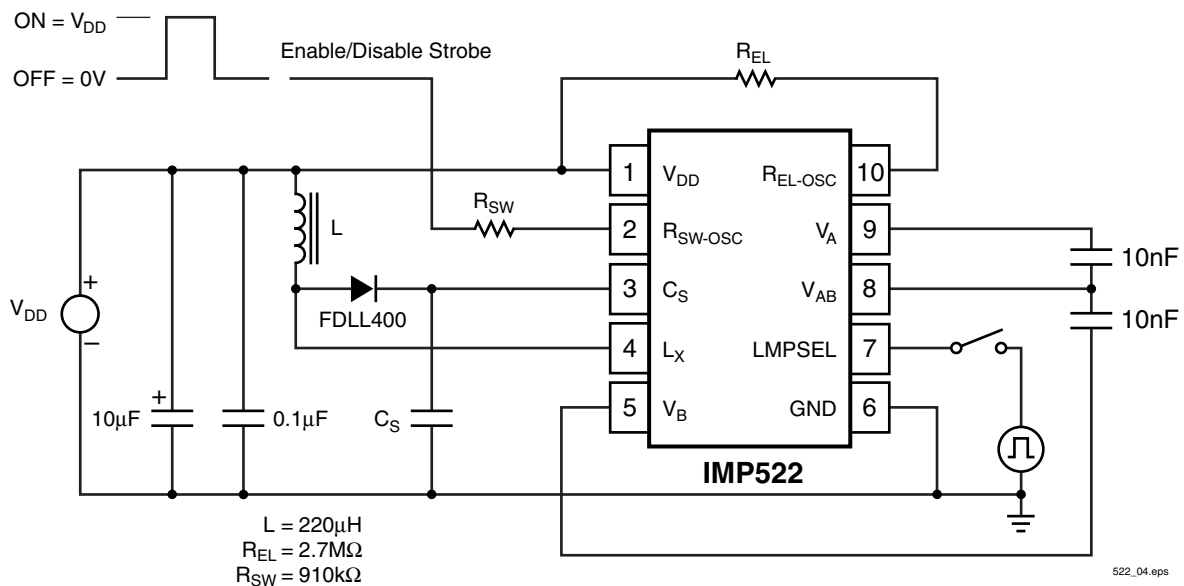 ON = VDD
OFF = 0V
Enable/Disable Strobe
REL
1 VDD
REL-OSC 10
RSW
2 RSW-OSC
VA 9
L
10nF
3 CS
VAB 8
FDLL400
10nF
+
VDD
–
4 LX
LMPSEL 7
5 VB
GND 6
+
10µF
0.1µF
CS
IMP522
L = 220µH
REL = 2.7MΩ
RSW = 910kΩ
522_04.eps